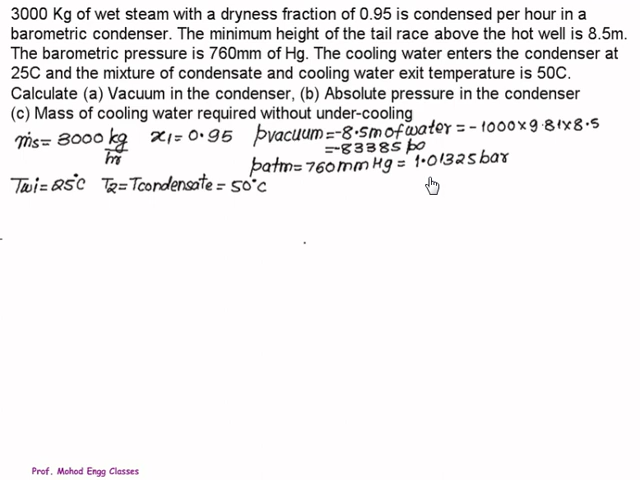 3000 Kg of wet steam with a dryness fraction of 0.95 is condensed per hour in a
barometric condenser. The minimum height of the tail race above the hot well is 8.5m.
The barometric pressure is 760mm of Hg. The cooling water enters the condenser at
25C and the mixture of condensate and cooling water exit temperature is 50C.
Calculate (a) Vacuum in the condenser, (b) Absolute pressure in the condenser
(c) Mass of cooling water required without under-cooling
ṁs = 3000 kg/hr x1 = 0.95 pvacuum = -8.5m of water = -1000×9.81×8.5
= -83385 pa
patm = 760 mm Hg = 1.01325 bar
Twi = 25°C T2 = Tcondensate = 50°C
Prof. Mohod Engg Classes